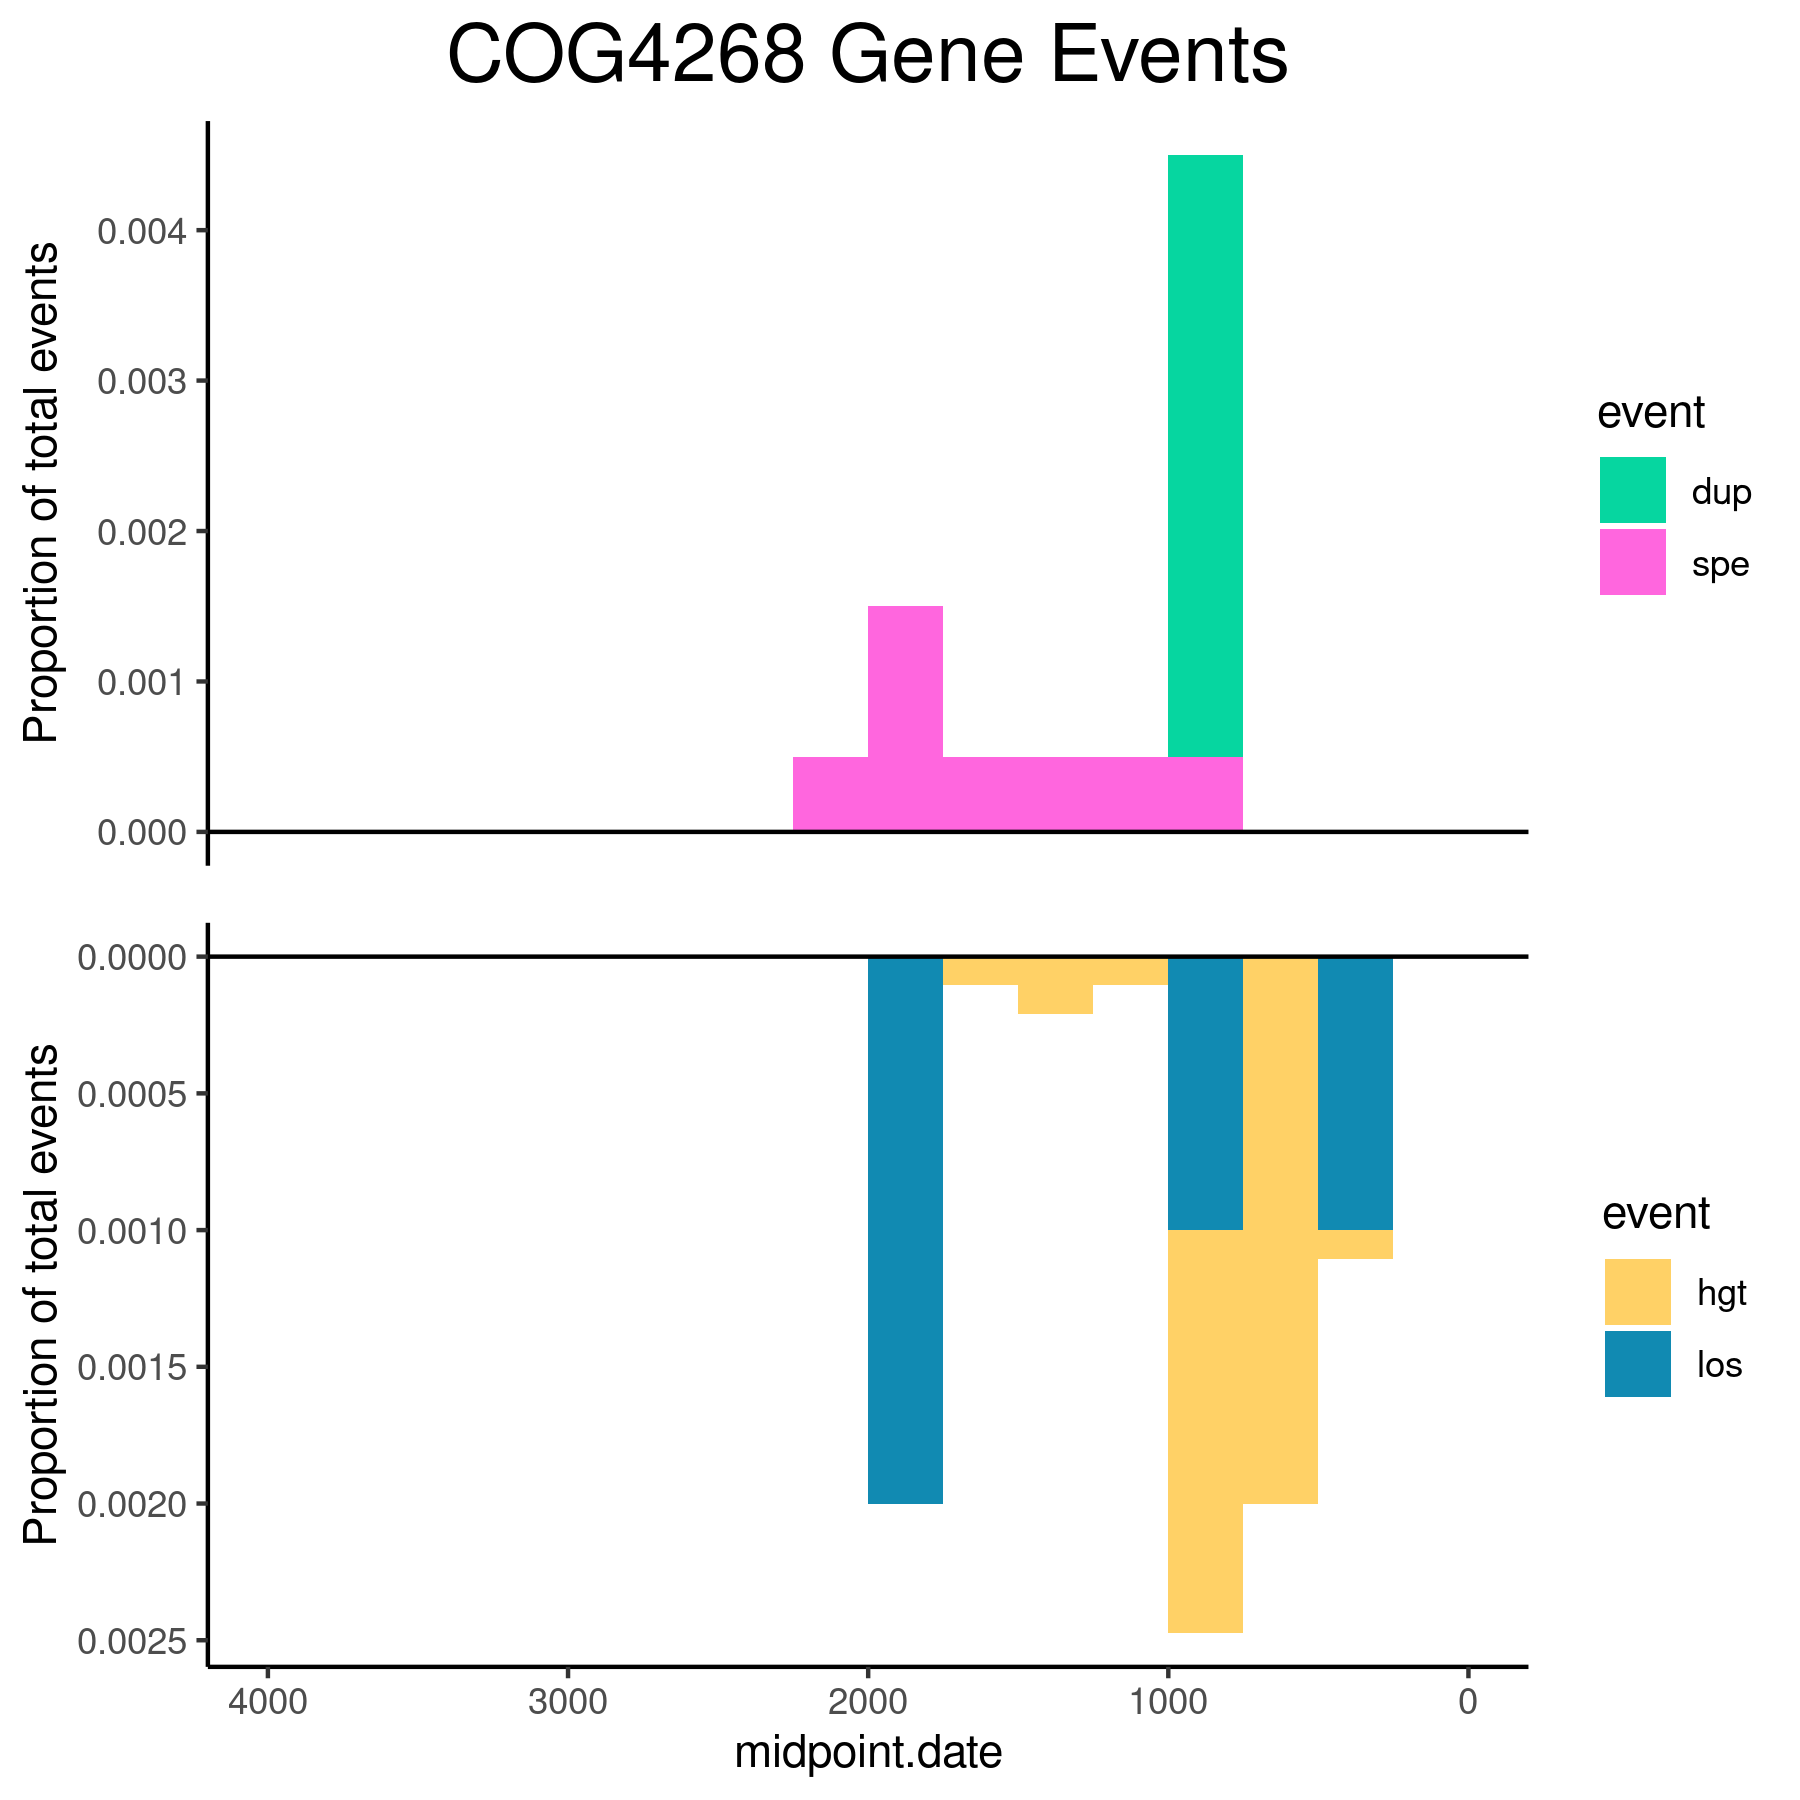 COG4268 Gene Events
Proportion of total events
0.004
0.003
0.002
0.001
0.000
event
dup
spe
Proportion of total events
0.0000
0.0005
0.0010
0.0015
0.0020
0.0025
event
hgt
los
4000 3000 2000 1000 0
midpoint.date